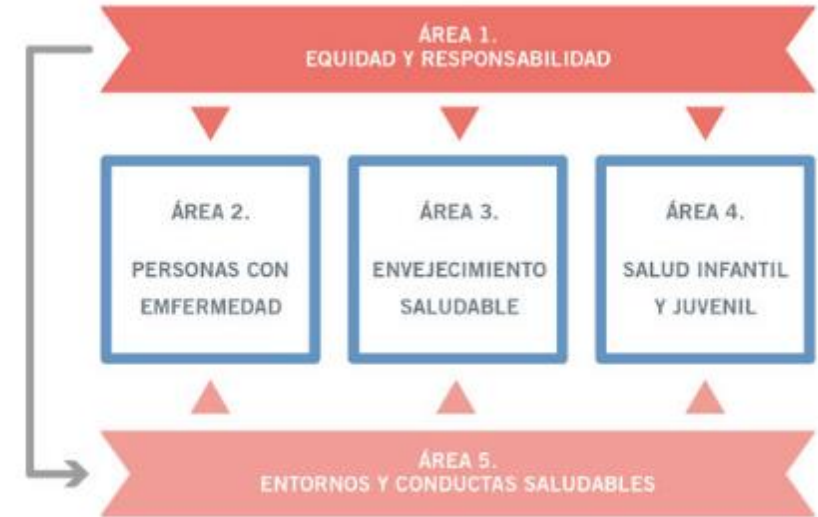 ÁREA 1.
EQUIDAD Y RESPONSABILIDAD
ÁREA 2.
PERSONAS CON
EMFERMEDAD
ÁREA 3.
ENVEJECIMIENTO
SALUDABLE
ÁREA 4.
SALUD INFANTIL
Y JUVENIL
ÁREA 5.
ENTORNOS Y CONDUCTAS SALUDABLES